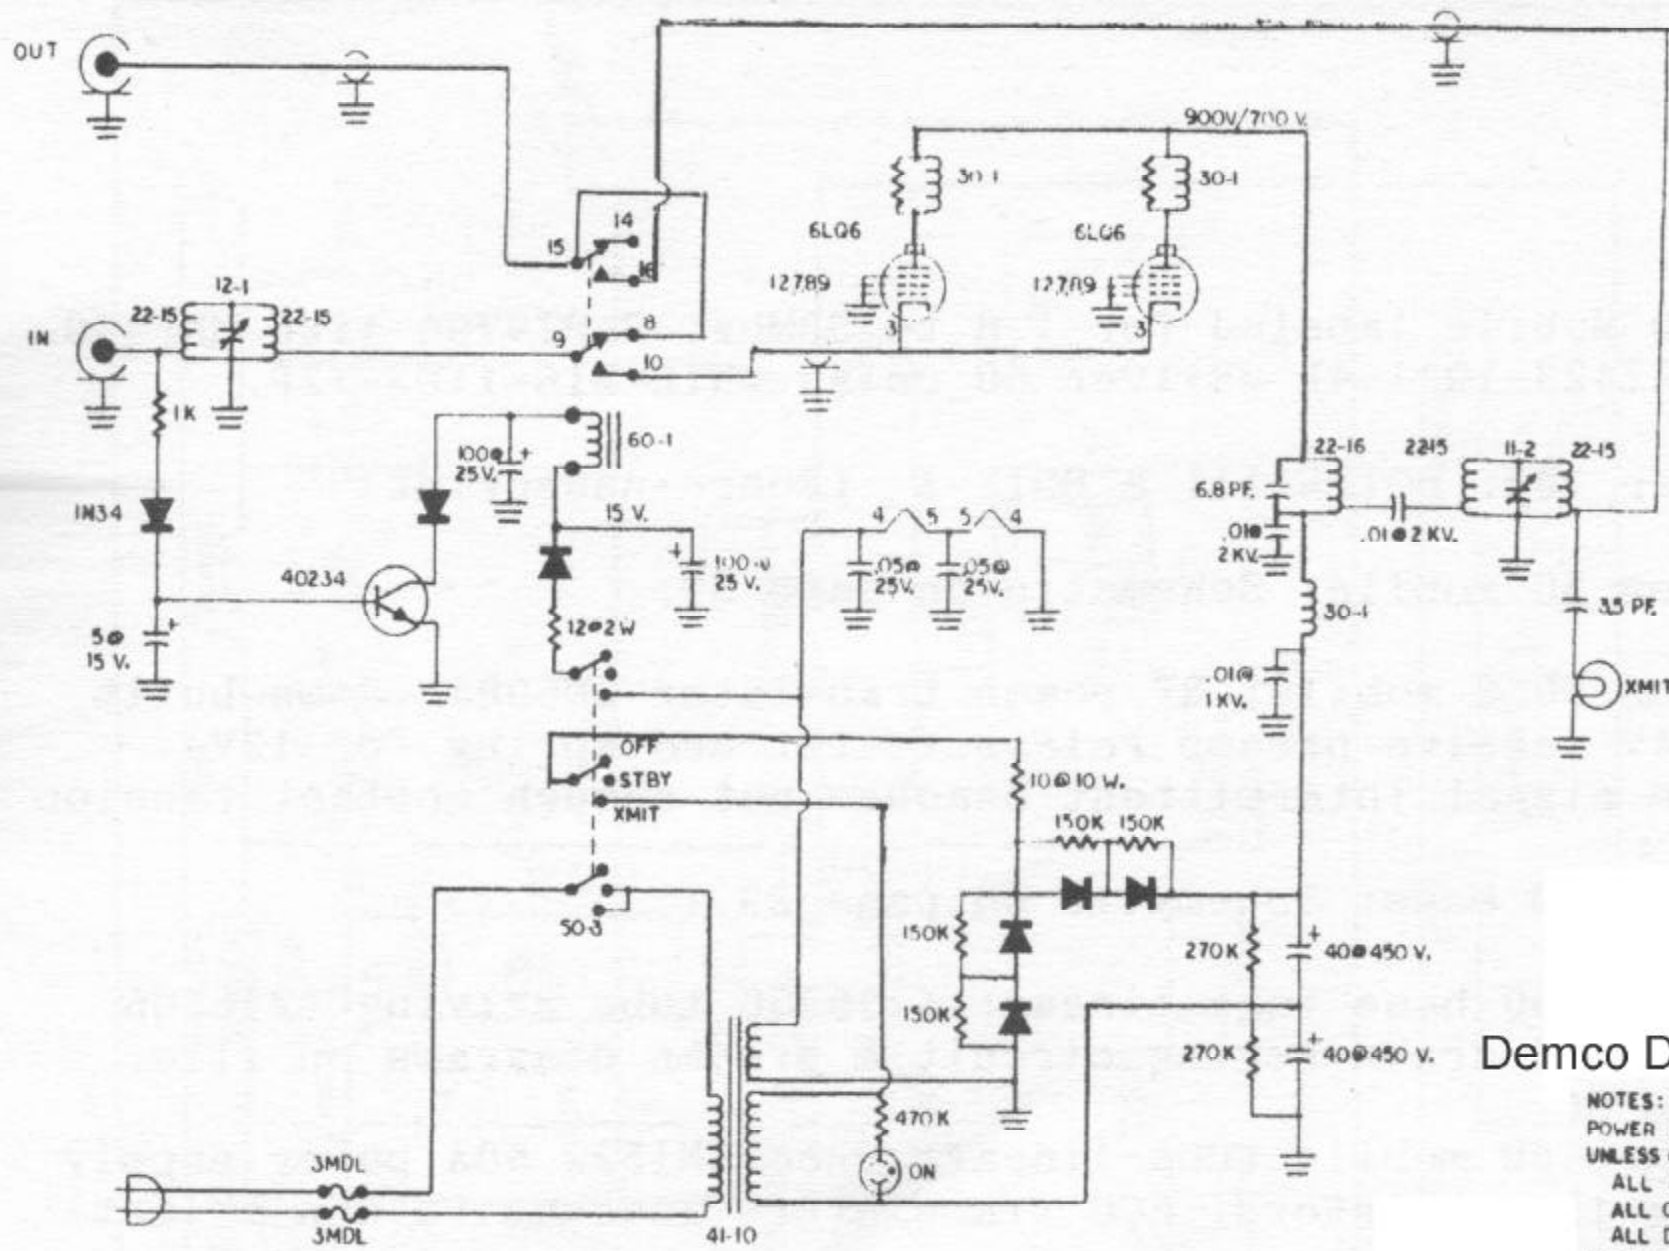 OUT
900V/700 V.
30-1
30-1
14
6LQ6
6LQ6
15
16
12789
12789
12-1
22-15
22-15
3
3
8
IN
9
10
1K
60-1
100@
25V.
22-16
2215
11-2
22-15
6.8 PF.
1N34
15 V.
4
5
5
4
.01@
2 KV.
.01@2 KV.
100@
25 V.
.05@
25V.
.05@
25V.
40234
12@2W
30-1
3.5 PF.
5@
15 V.
.01@
1 KV.
XMIT
OFF
STBY
XMIT
10@10 W.
150K
150K
50-3
150K
270K
40@450 V.
150K
270K
40@450 V.
Demco D
NOTES:
POWER
UNLESS
ALL
ALL
ALL
470K
ON
3MDL
3MDL
41-10